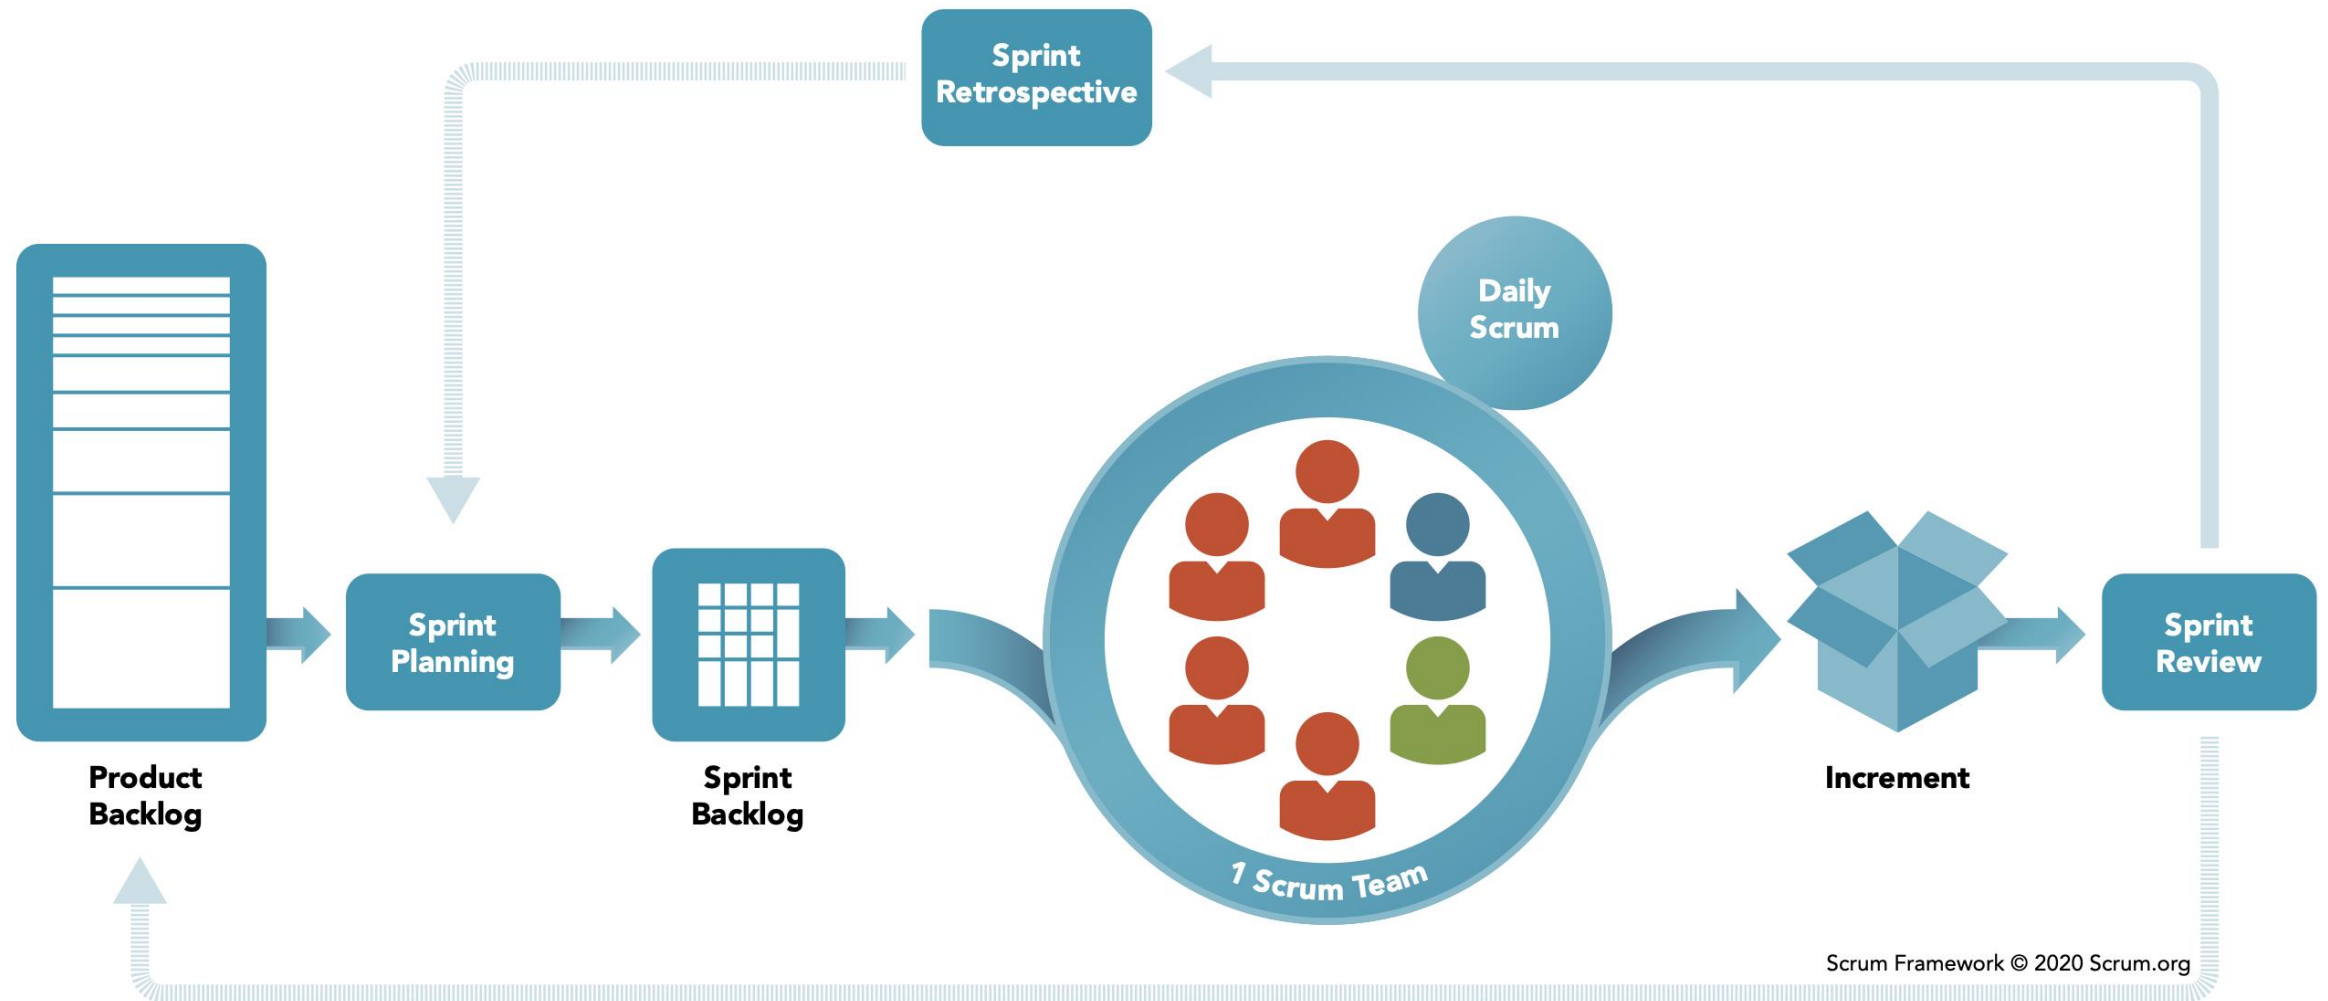 Sprint
Retrospective
Daily
Scrum
Sprint
Planning
Sprint
Review
Product
Backlog
Sprint
Backlog
Increment
1 Scrum Team
Scrum Framework © 2020 Scrum.org